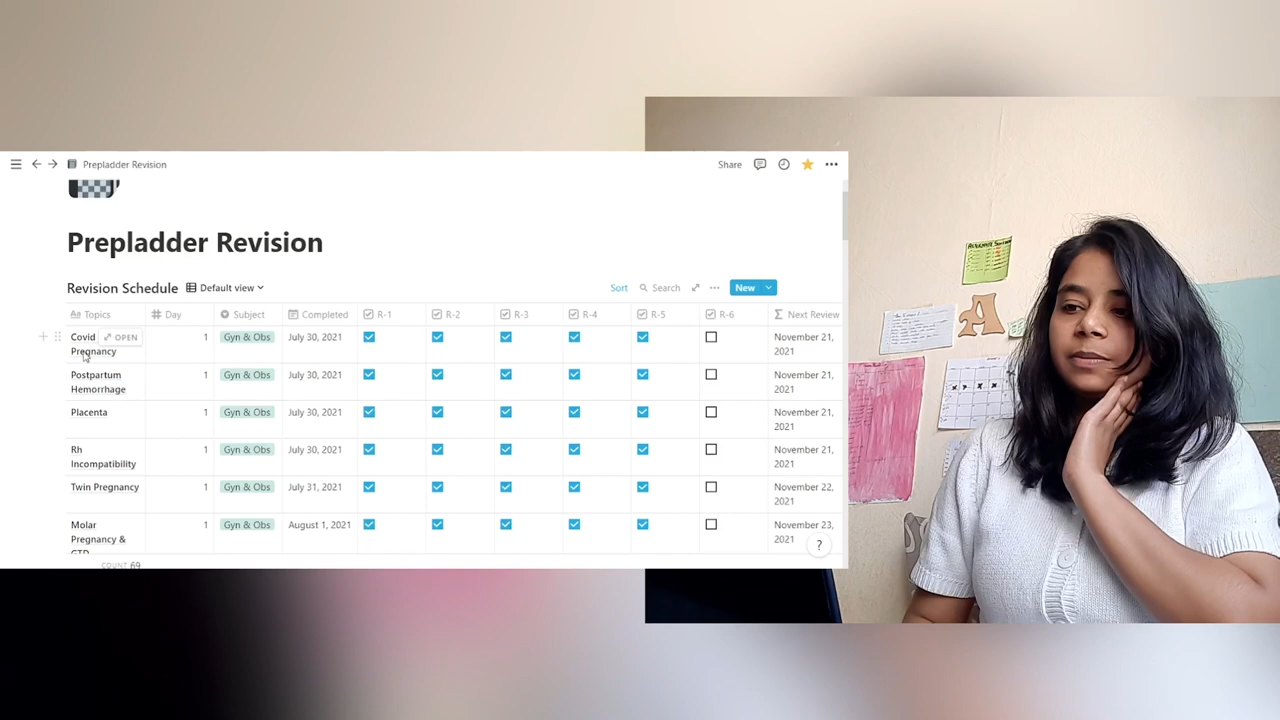 Prepladder Revision
Share
Prepladder Revision
Revision Schedule Default view
Sort Search New
Aa Topics # Day Subject Completed R-2 R-3 R-4 R-5 R-6 Σ Next Review
Covid OPEN 1 Gyn & Obs July 30, 2021 November 21,
Pregnancy 2021
Postpartum 1 Gyn & Obs July 30, 2021 November 21,
Hemorrhage 2021
Placenta 1 Gyn & Obs July 30, 2021 November 21,
2021
Rh 1 Gyn & Obs July 30, 2021 November 21,
Incompatibility 2021
Twin Pregnancy 1 Gyn & Obs July 31, 2021 November 22,
2021
Molar 1 Gyn & Obs August 1, 2021 November 23,
Pregnancy & 2021
GTD
COUNT 69
?
A